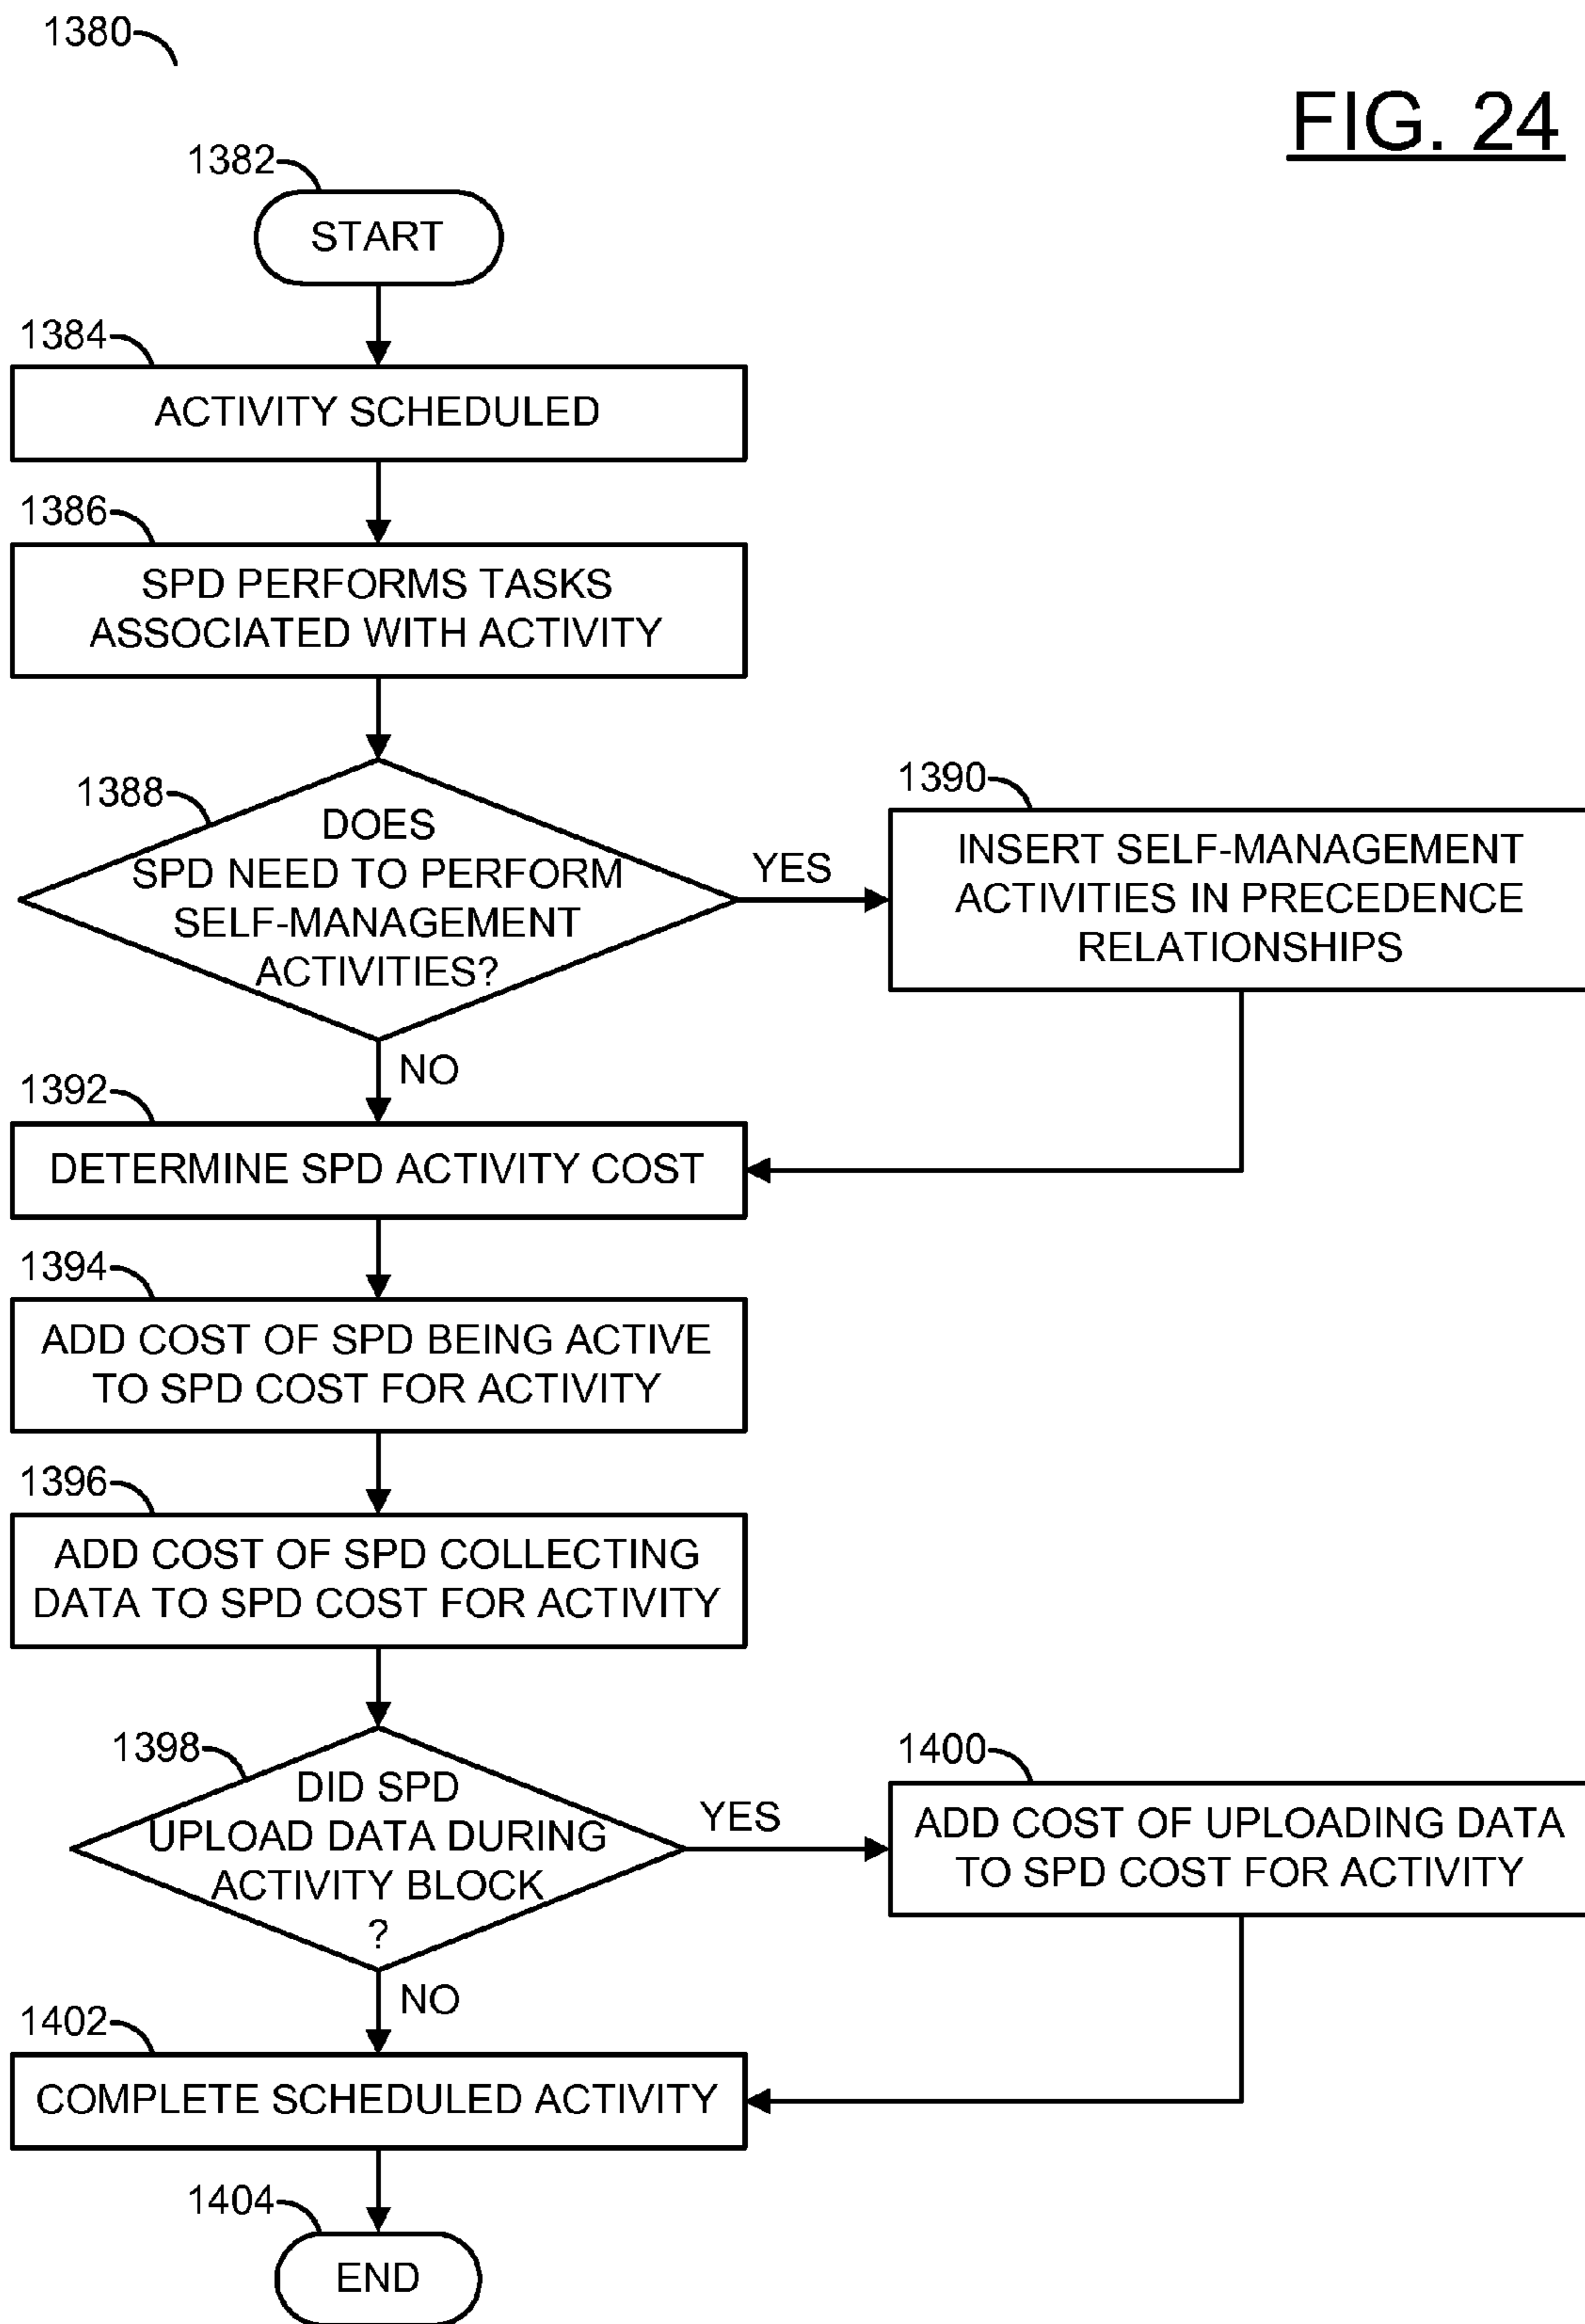 1380
FIG. 24
1382
START
1384
ACTIVITY SCHEDULED
1386
SPD PERFORMS TASKS
ASSOCIATED WITH ACTIVITY
1388
DOES
SPD NEED TO PERFORM
SELF-MANAGEMENT
ACTIVITIES?
YES
1390
INSERT SELF-MANAGEMENT
ACTIVITIES IN PRECEDENCE
RELATIONSHIPS
NO
1392
DETERMINE SPD ACTIVITY COST
1394
ADD COST OF SPD BEING ACTIVE
TO SPD COST FOR ACTIVITY
1396
ADD COST OF SPD COLLECTING
DATA TO SPD COST FOR ACTIVITY
1398
DID SPD
UPLOAD DATA DURING
ACTIVITY BLOCK
?
YES
1400
ADD COST OF UPLOADING DATA
TO SPD COST FOR ACTIVITY
NO
1402
COMPLETE SCHEDULED ACTIVITY
1404
END